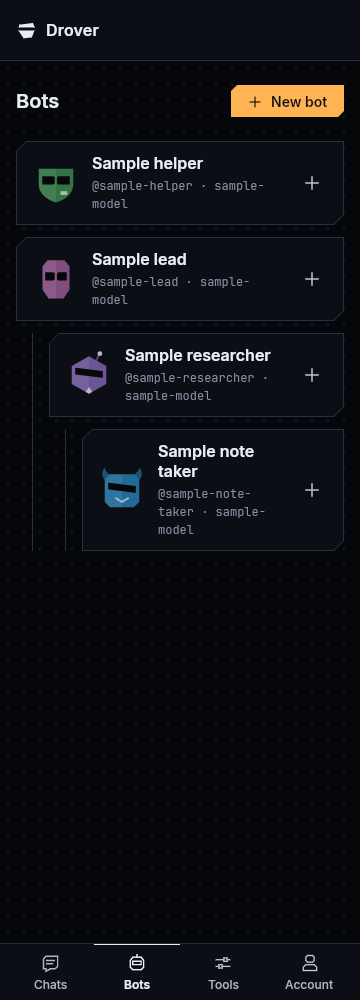 Drover
Bots
New bot
Sample helper
@sample-helper · sample-
model
Sample lead
@sample-lead · sample-
model
Sample researcher
@sample-researcher ·
sample-model
Sample note
taker
@sample-note-
taker · sample-
model
Chats
Bots
Tools
Account